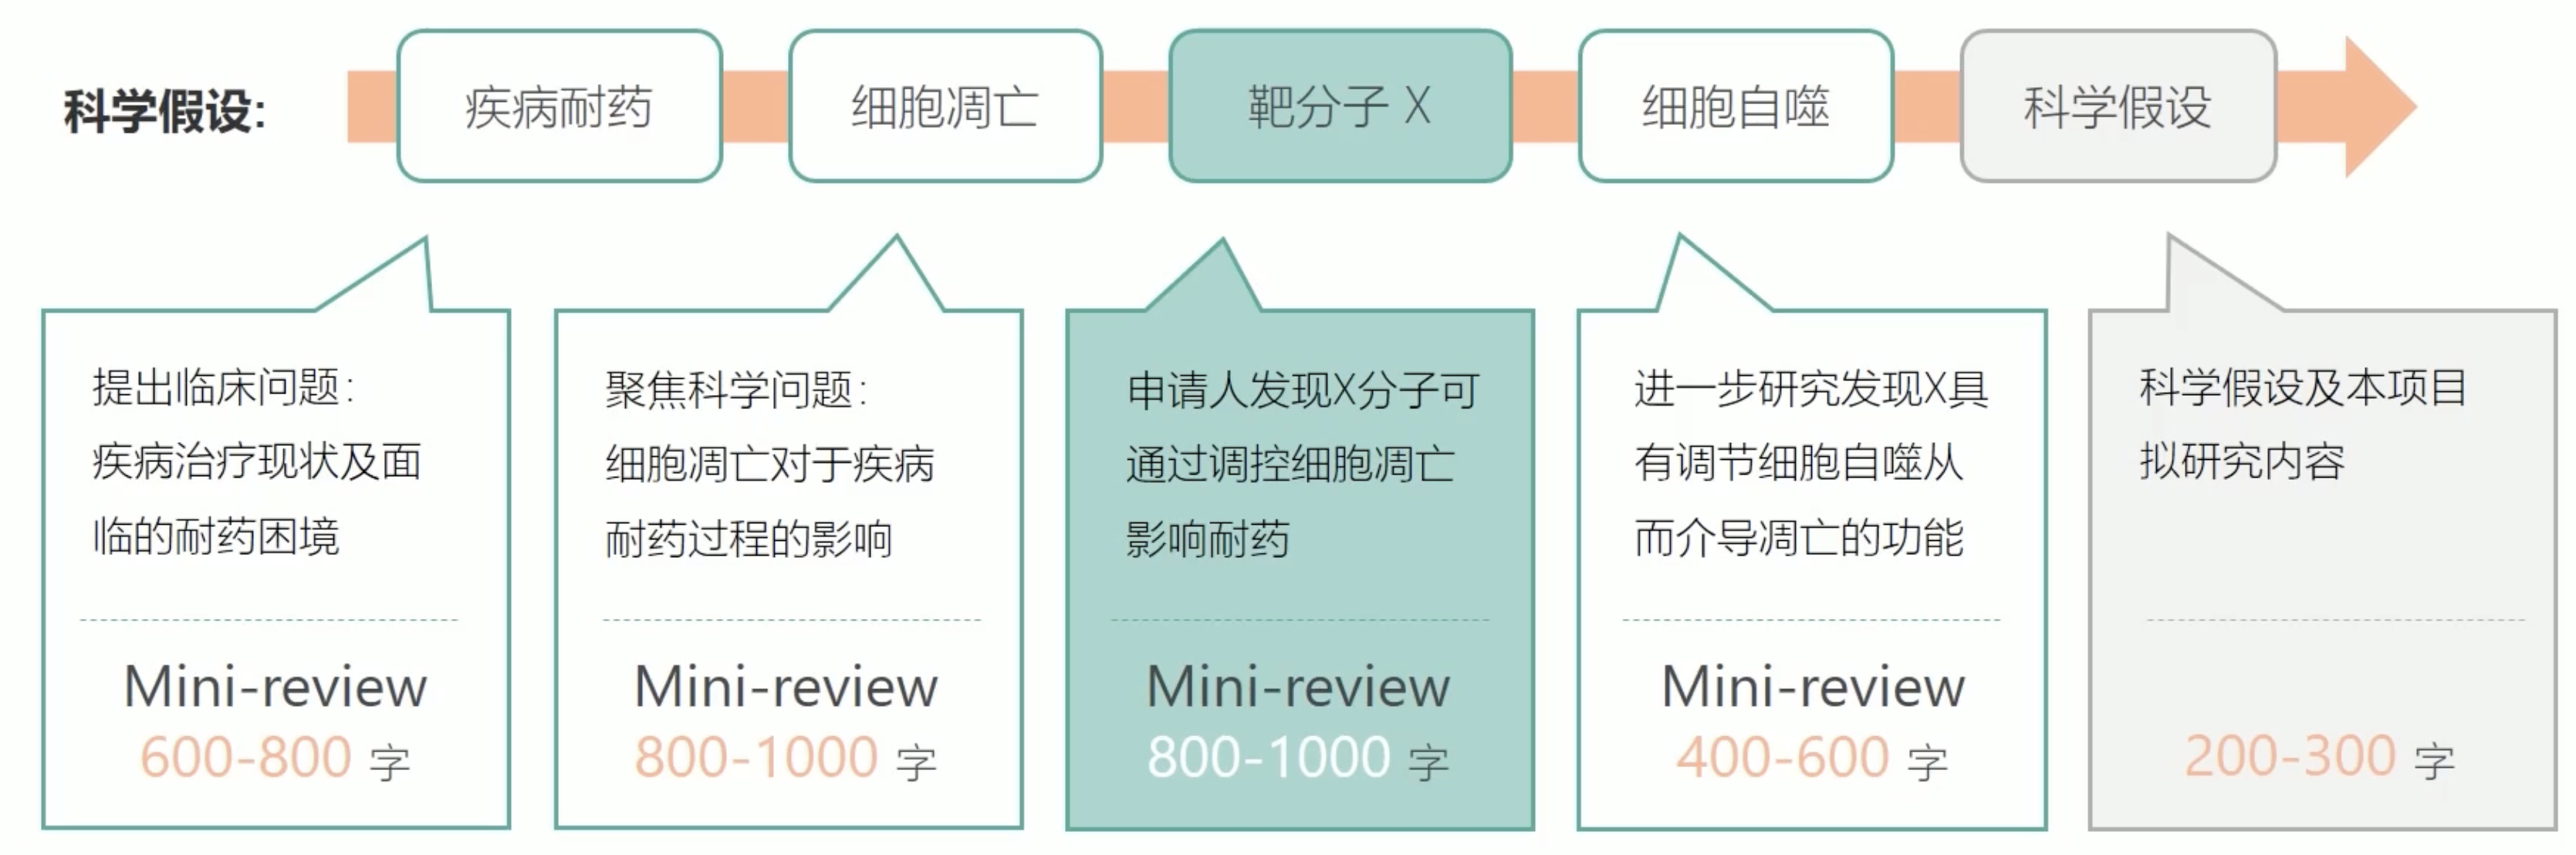 科学假设:
疾病耐药
细胞凋亡
靶分子 X
细胞自噬
科学假设
提出临床问题:
疾病治疗现状及面
临的耐药困境
Mini-review
600-800 字
聚焦科学问题:
细胞凋亡对于疾病
耐药过程的影响
Mini-review
800-1000 字
申请人发现X分子可
通过调控细胞凋亡
影响耐药
Mini-review
800-1000 字
进一步研究发现X具
有调节细胞自噬从
而介导凋亡的功能
Mini-review
400-600 字
科学假设及本项目
拟研究内容
200-300 字